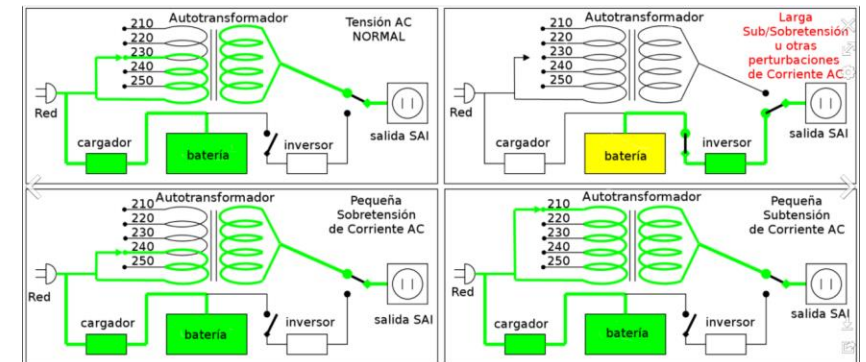 Autotransformador
210
220
230
240
250
Tensión AC
NORMAL
Red
cargador
batería
inversor
salida SAI
Autotransformador
210
220
230
240
250
Larga
Sub/Sobretensión
u otras
perturbaciones
de Corriente AC
Red
cargador
batería
inversor
salida SAI
Autotransformador
210
220
230
240
250
Pequeña
Sobretensión
de Corriente AC
Red
cargador
batería
inversor
salida SAI
Autotransformador
210
220
230
240
250
Pequeña
Subtensión
de Corriente AC
Red
cargador
batería
inversor
salida SAI